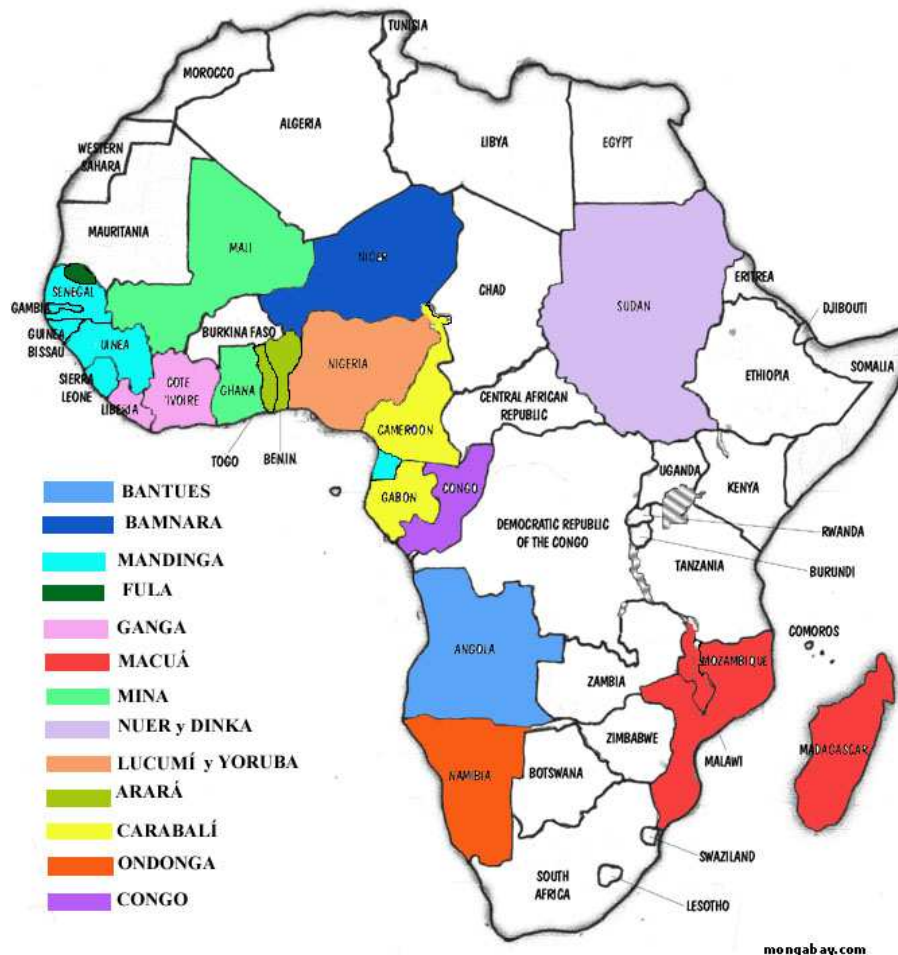 TUNISIA
MOROCCO
ALGERIA
LIBYA
EGYPT
WESTERN
SAHARA
MAURITANIA
MALI
NIGER
CHAD
SUDAN
ERITREA
DJIBOUTI
SENEGAL
GAMBIA
GUINEA
BISSAU
UINEA
BURKINA FASO
NIGERIA
ETHIOPIA
SOMALIA
SIERRA
LEONE
LIBERIA
COTE
'IVOIRE
GHANA
TOGO
BENIN
CENTRAL AFRICAN
REPUBLIC
CAMEROON
UGANDA
KENYA
GABON
CONGO
DEMOCRATIC REPUBLIC
OF THE CONGO
RWANDA
BURUNDI
TANZANIA
COMOROS
ANGOLA
ZAMBIA
MOZAMBIQUE
MALAWI
MADAGASCAR
ZIMBABWE
NAMIBIA
BOTSWANA
SWAZILAND
SOUTH
AFRICA
LESOTHO
BANTUES
BAMNARA
MANDINGA
FULA
GANGA
MACUÁ
MINA
NUER y DINKA
LUCUMÍ y YORUBA
ARARÁ
CARABALÍ
ONDONGA
CONGO
mongabay.com